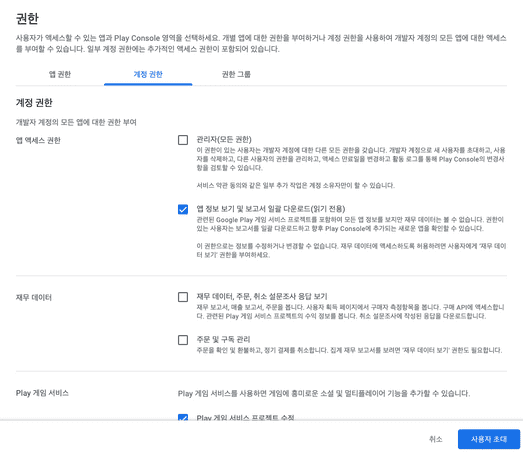 권한
사용자가 액세스할 수 있는 앱과 Play Console 영역을 선택하세요. 개별 앱에 대한 권한을 부여하거나 계정 권한을 사용하여 개발자 계정의 모든 앱에 대한 액세스
를 부여할 수 있습니다. 일부 계정 권한에는 추가적인 액세스 권한이 포함되어 있습니다.
앱 권한
계정 권한
권한 그룹
계정 권한
개발자 계정의 모든 앱에 대한 권한 부여
앱 액세스 권한
관리자(모든 권한)
이 권한이 있는 사용자는 개발자 계정에 대한 다른 모든 권한을 갖습니다. 개발자 계정으로 새 사용자를 초대하고, 사용
자를 삭제하고, 다른 사용자의 권한을 관리하고, 액세스 만료일을 변경하고 활동 로그를 통해 Play Console의 변경사
항을 검토할 수 있습니다.
서비스 약관 동의와 같은 일부 추가 작업은 계정 소유자만이 할 수 있습니다.
앱 정보 보기 및 보고서 일괄 다운로드(읽기 전용)
관련된 Google Play 게임 서비스 프로젝트를 포함하여 모든 앱 정보를 보지만 재무 데이터는 볼 수 없습니다. 권한이
있는 사용자는 보고서를 일괄 다운로드하고 향후 Play Console에 추가되는 새로운 앱을 확인할 수 있습니다.
이 권한으로는 정보를 수정하거나 변경할 수 없습니다. 재무 데이터에 액세스하도록 허용하려면 사용자에게 '재무 데이
터 보기' 권한을 부여하세요.
재무 데이터
재무 데이터, 주문, 취소 설문조사 응답 보기
재무 보고서, 매출 보고서, 주문을 봅니다. 사용자 획득 페이지에서 구매자 측정항목을 봅니다. 구매 API에 액세스합니
다. 관련된 Play 게임 서비스 프로젝트의 수익 정보를 봅니다. 취소 설문조사에 작성된 응답을 다운로드합니다.
주문 및 구독 관리
주문을 확인 및 환불하고, 정기 결제를 취소합니다. 집계 재무 보고서를 보려면 '재무 데이터 보기' 권한도 필요합니다.
Play 게임 서비스
Play 게임 서비스를 사용하면 게임에 흥미로운 소셜 및 멀티플레이어 기능을 추가할 수 있습니다.
Play 게임 서비스 프로젝트 수정
취소
사용자 초대